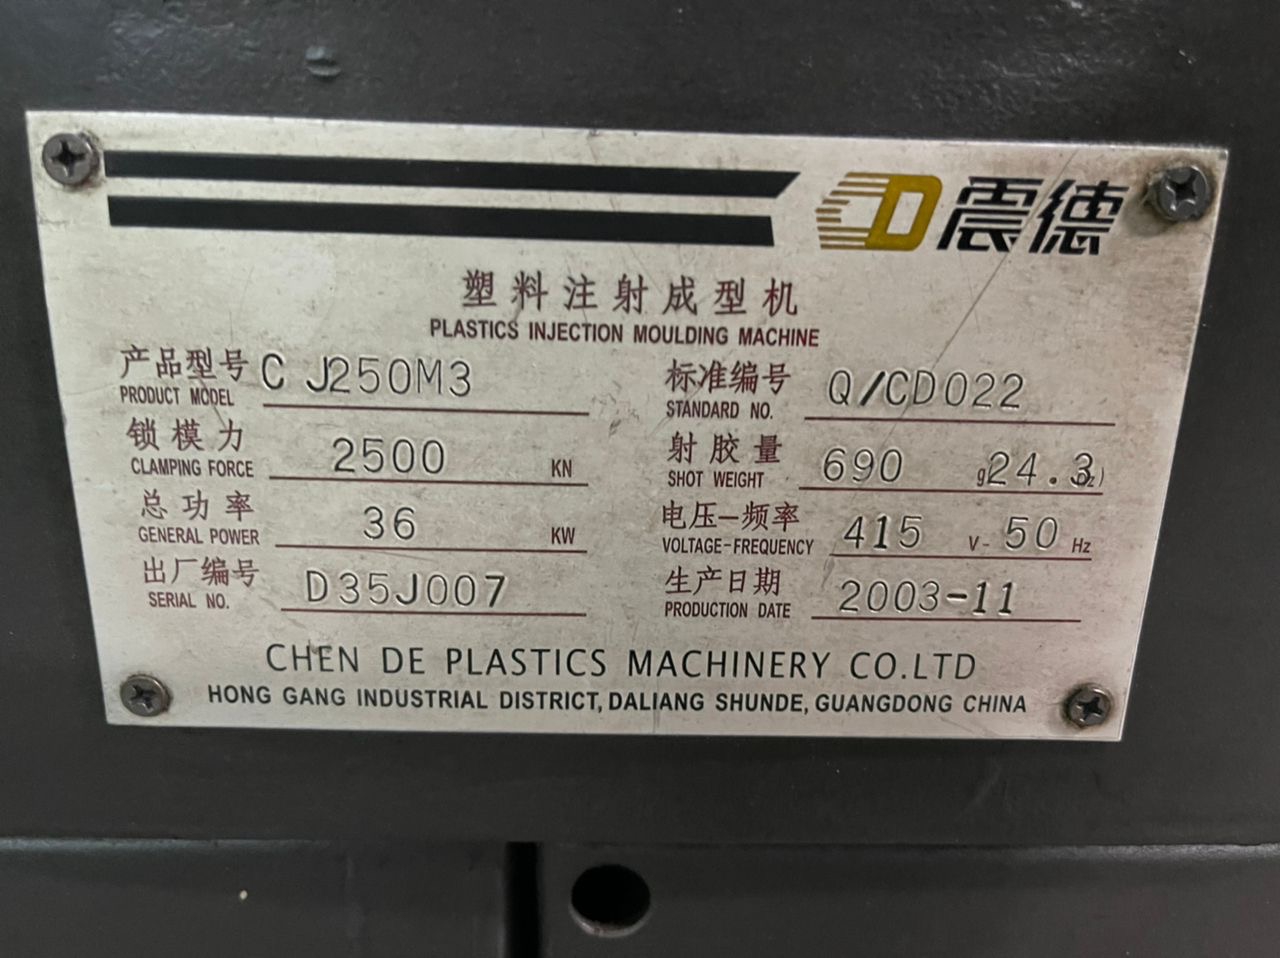 CD震德
塑料注射成型机
PLASTICS INJECTION MOULDING MACHINE
产品型号 CJ250M3
PRODUCT MODEL
标准编号 Q/CD022
STANDARD NO.
锁模力 2500 KN
CLAMPING FORCE
射胶量 690 g 24.3 oz)
SHOT WEIGHT
总功率 36 KW
GENERAL POWER
电压-频率 415 V- 50 Hz
VOLTAGE-FREQUENCY
出厂编号 D35J007
SERIAL NO.
生产日期 2003-11
PRODUCTION DATE
CHEN DE PLASTICS MACHINERY CO.LTD
HONG GANG INDUSTRIAL DISTRICT, DALIANG SHUNDE, GUANGDONG CHINA